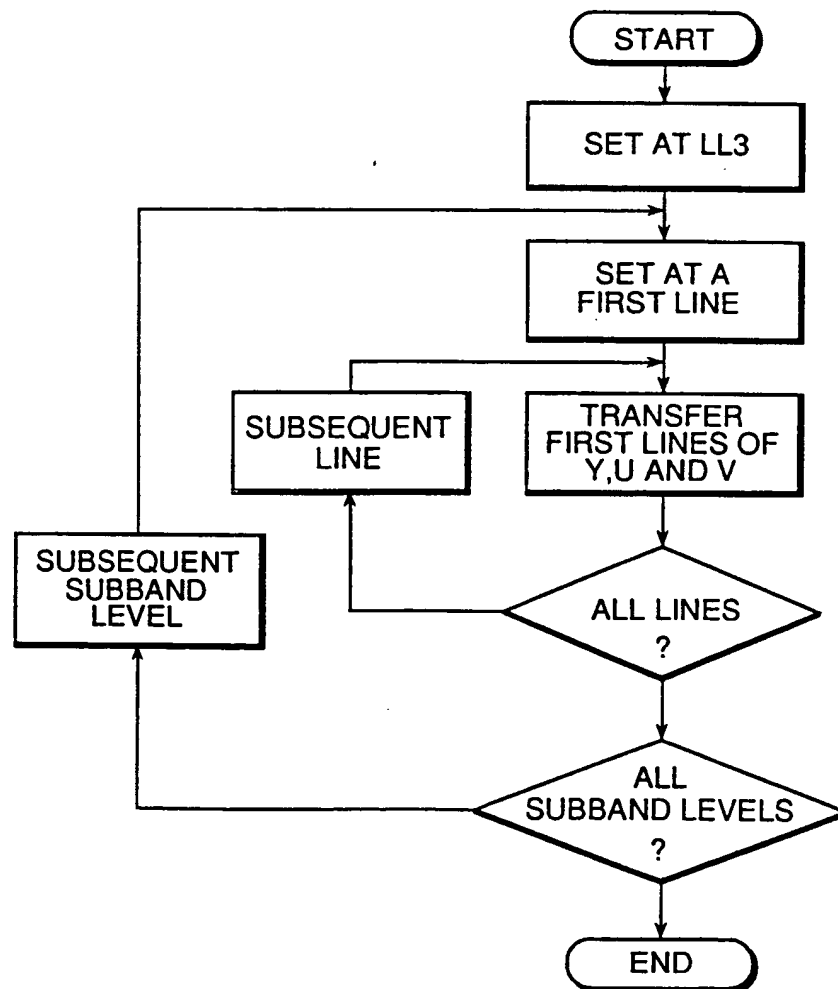 START
SET AT LL3
SET AT A
FIRST LINE
SUBSEQUENT
LINE
TRANSFER
FIRST LINES OF
Y,U AND V
SUBSEQUENT
SUBBAND
LEVEL
ALL LINES
?
ALL
SUBBAND LEVELS
?
END